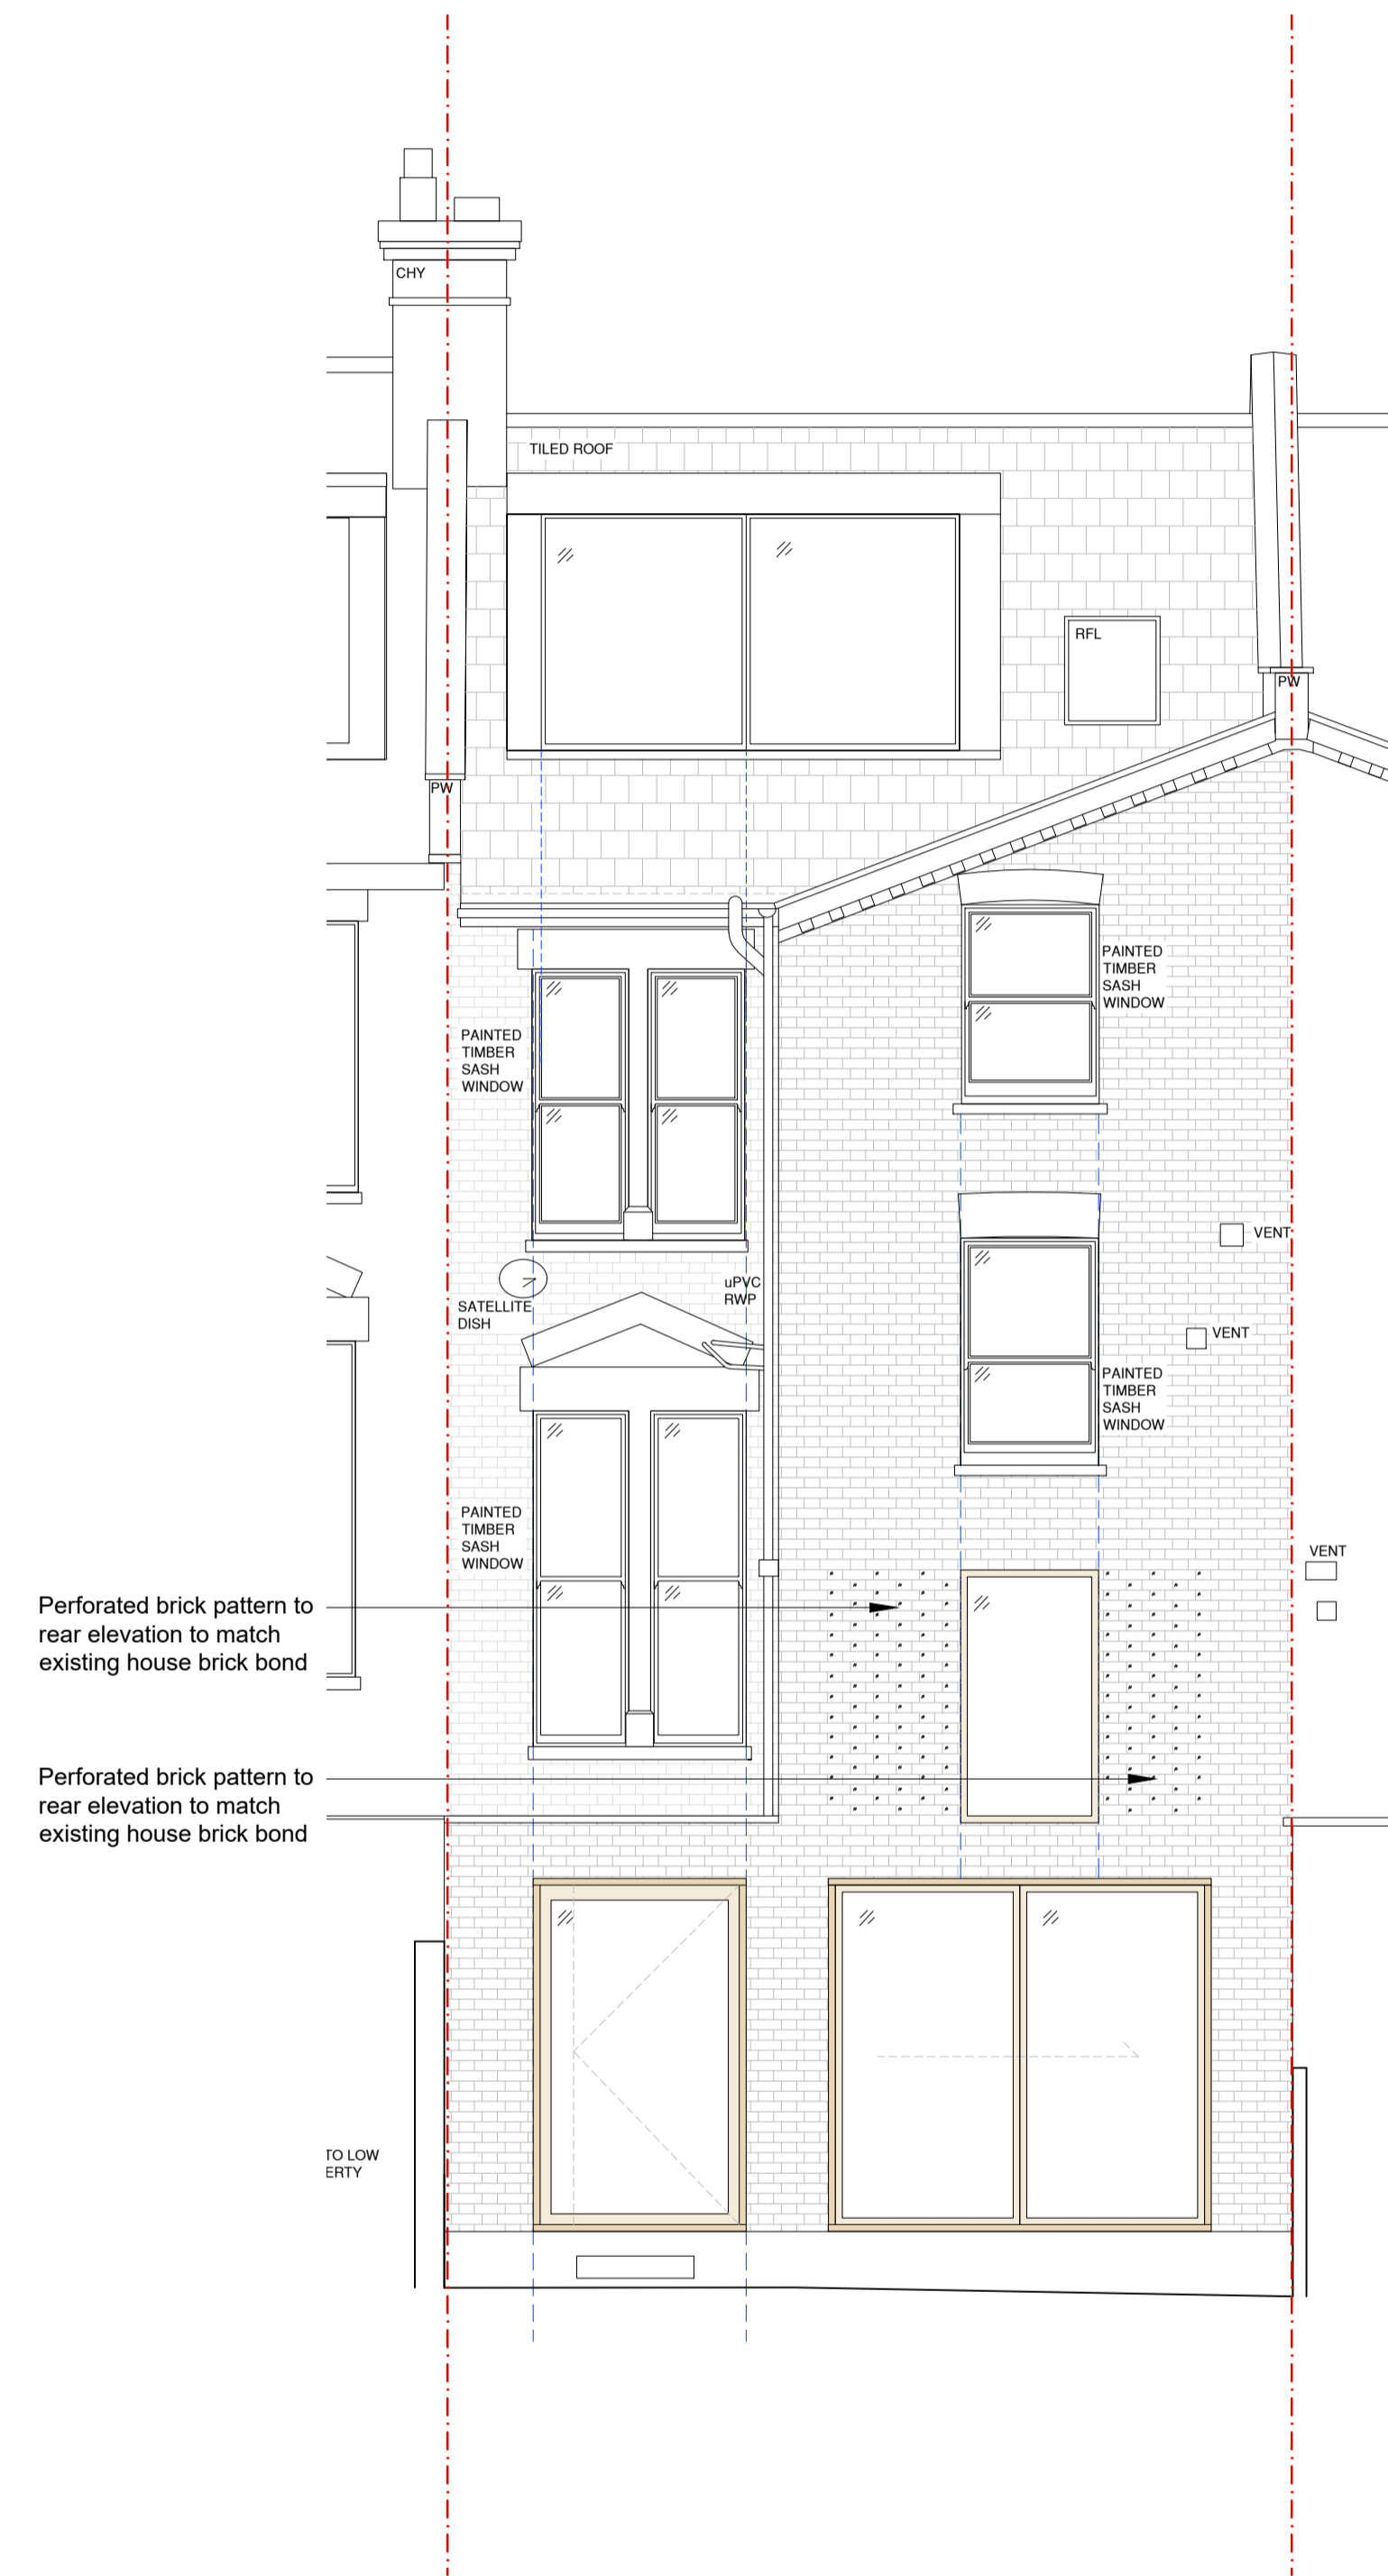 CHY
TILED ROOF
RFL
PW
PW
PAINTED
TIMBER
SASH
WINDOW
PAINTED
TIMBER
SASH
WINDOW
VENT
uPVC
RWP
SATELLITE
DISH
VENT
PAINTED
TIMBER
SASH
WINDOW
PAINTED
TIMBER
SASH
WINDOW
VENT
Perforated brick pattern to
rear elevation to match
existing house brick bond
Perforated brick pattern to
rear elevation to match
existing house brick bond
TO LOW
ERTY